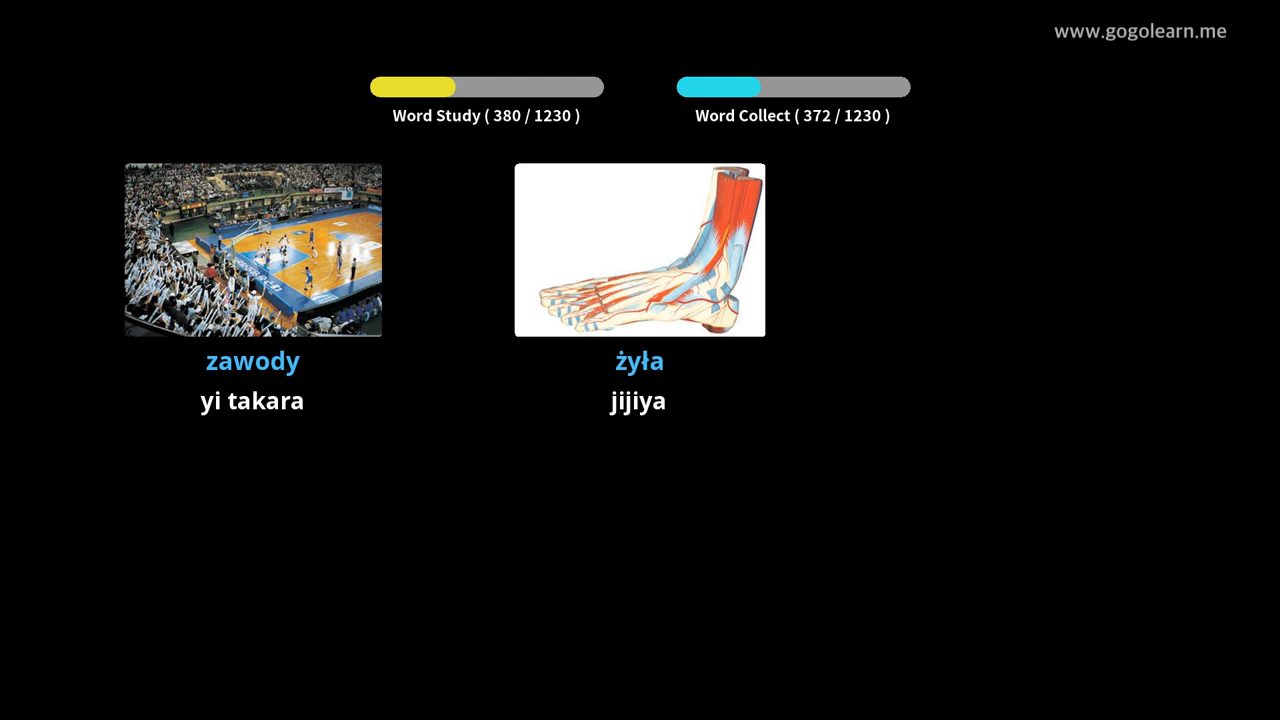 www.gogolearn.me
Word Study ( 380 / 1230 )
Word Collect ( 372 / 1230 )
zawody
żyła
yi takara
jijiya